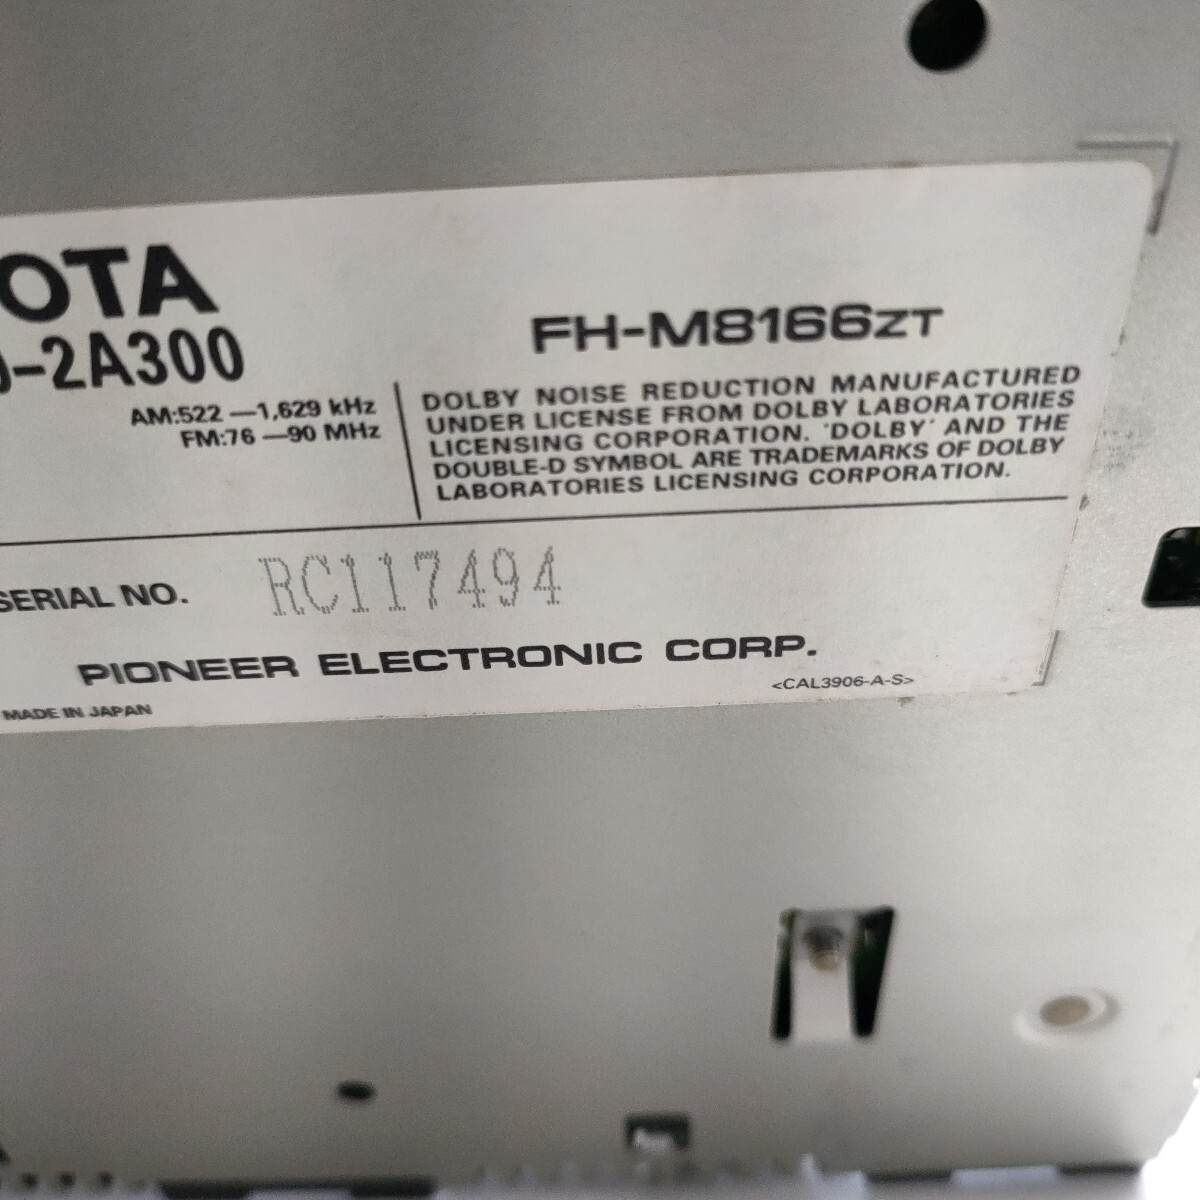 OTA
-2A300
FH-M8166ZT
AM:522 —1,629 kHz
FM:76 —90 MHz
DOLBY NOISE REDUCTION MANUFACTURED
UNDER LICENSE FROM DOLBY LABORATORIES
LICENSING CORPORATION. "DOLBY" AND THE
DOUBLE-D SYMBOL ARE TRADEMARKS OF DOLBY
LABORATORIES LICENSING CORPORATION.
SERIAL NO. RC117494
PIONEER ELECTRONIC CORP.
<CAL3906-A-S>
MADE IN JAPAN